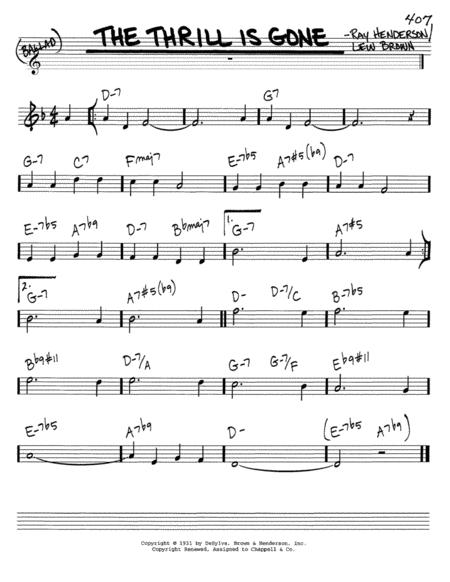 407
(BALLAD)
THE THRILL IS GONE
-RAY HENDERSON/
LEW BROWN
D-7 G7
G-7 C7 Fmaj7 E-7b5 A7#5(b9) D-7
E-7b5 A7b9 D-7 Bbmaj7 1. G-7 A7#5
2. G-7 A7#5(b9) D- D-7/C B-7b5
Bb9#11 D-7/A G-7 G-7/F Eb9#11
E-7b5 A7b9 D- (E-7b5 A7b9)
Copyright © 1931 by DeSylva, Brown & Henderson, Inc.
Copyright Renewed, Assigned to Chappell & Co.